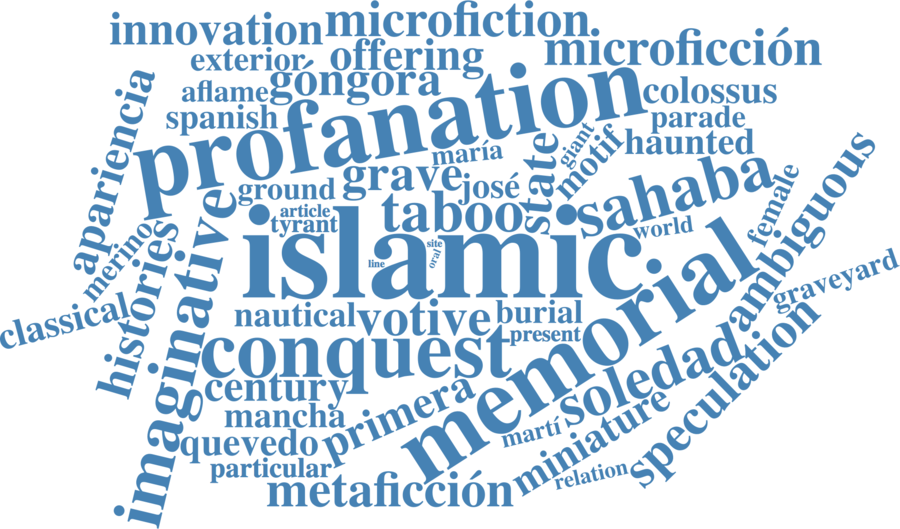 innovation
microfiction
exterior
offering
microficción
aflame
góngora
colossus
spanish
profanation
parade
apariencia
maría
giant
motif
haunted
ground
grave
josé
state
sahaba
female
ambiguous
article
tyrant
taboo
world
merino
islamic
site
oral
line
histories
imaginative
memorial
graveyard
classical
nautical
votive
burial
present
conquest
century
soledad
speculation
mancha
primera
martí
miniature
quevedo
particular
relation
metaficción